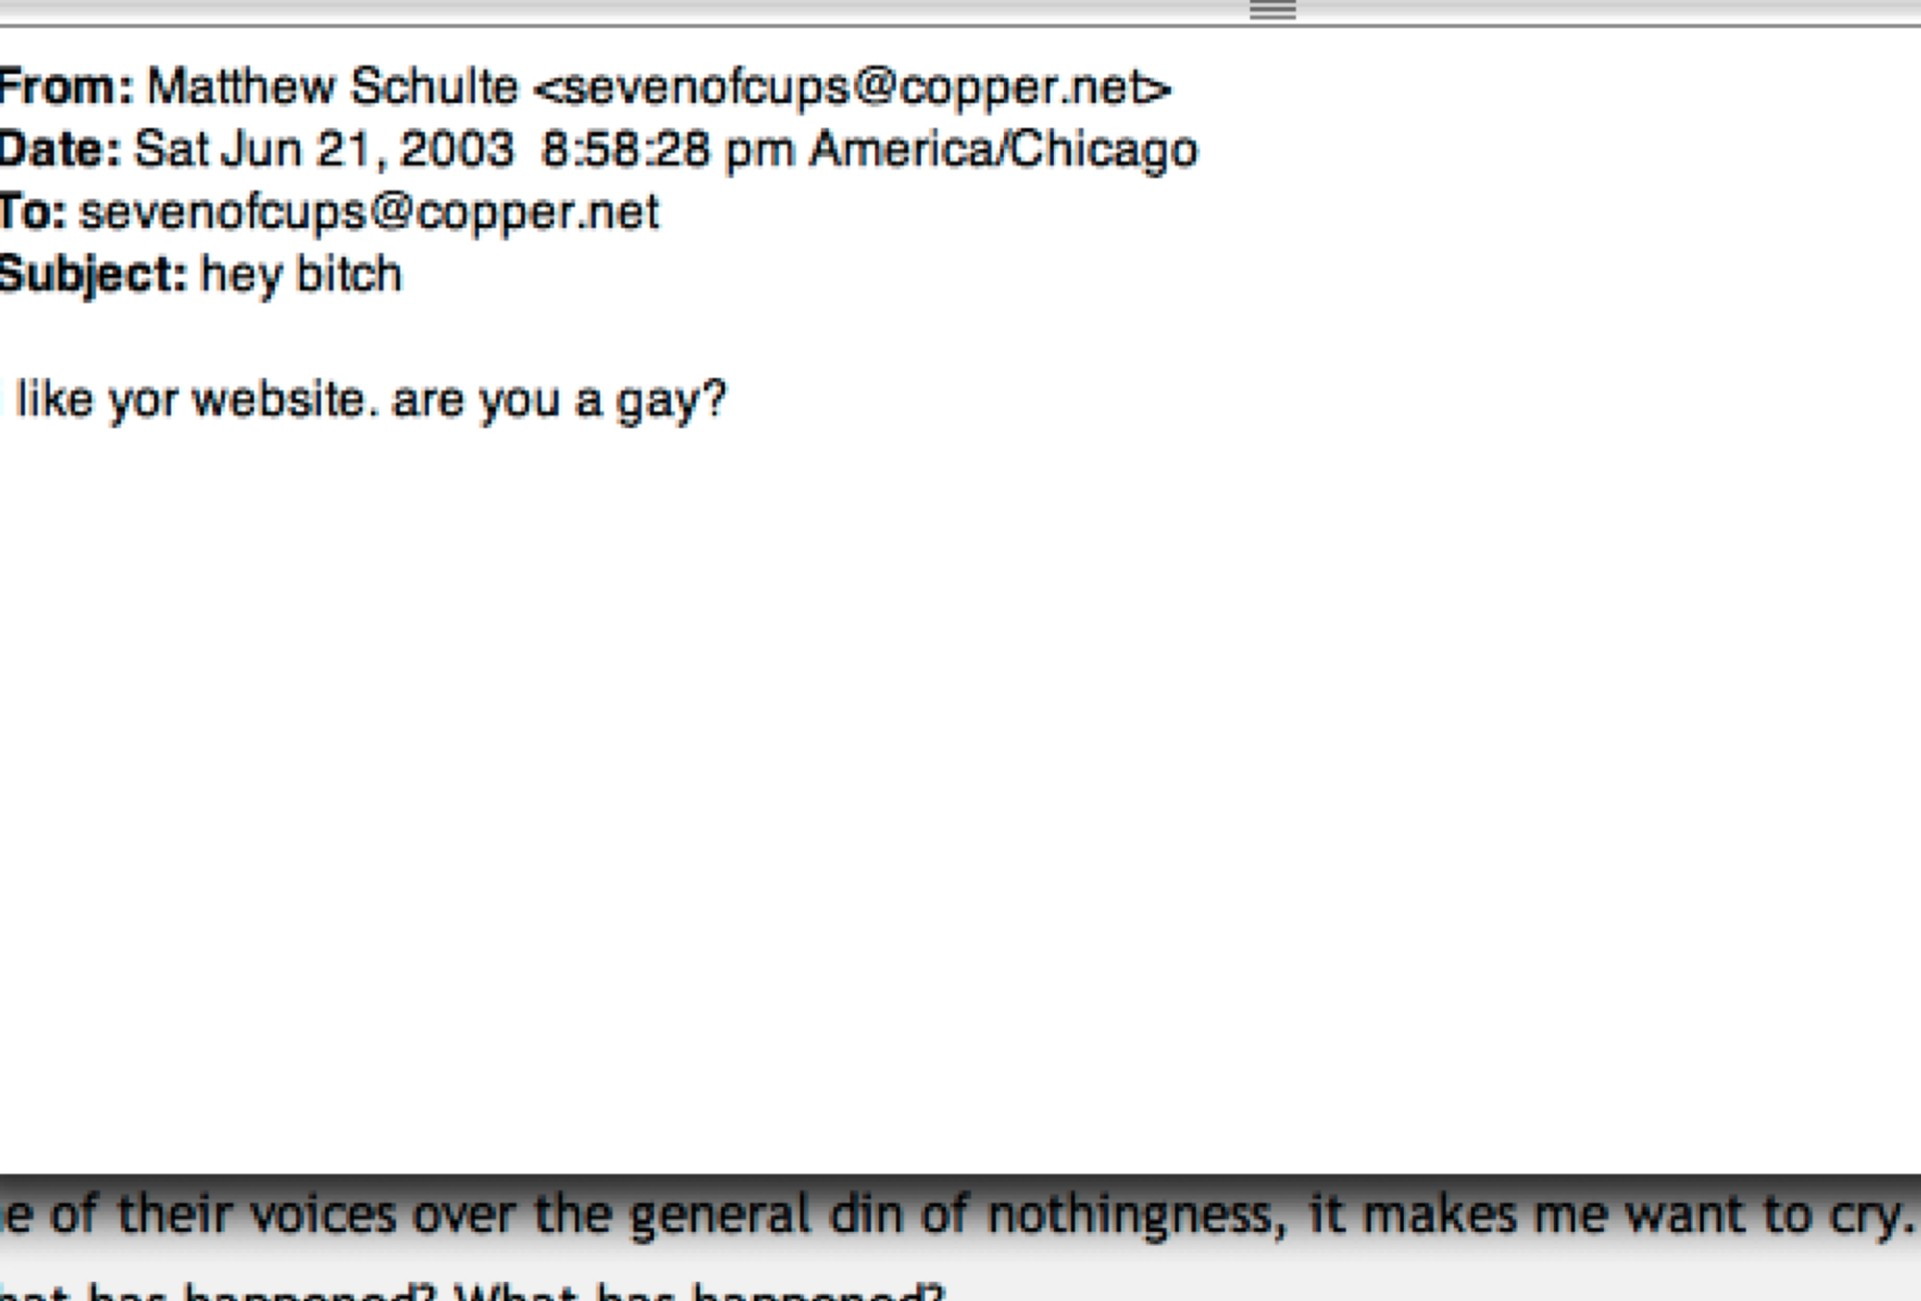 From: Matthew Schulte <sevenofcups@copper.net>
Date: Sat Jun 21, 2003 8:58:28 pm America/Chicago
To: sevenofcups@copper.net
Subject: hey bitch
like yor website. are you a gay?
of their voices over the general din of nothingness, it makes me want to cry.
has happened? What has happened?